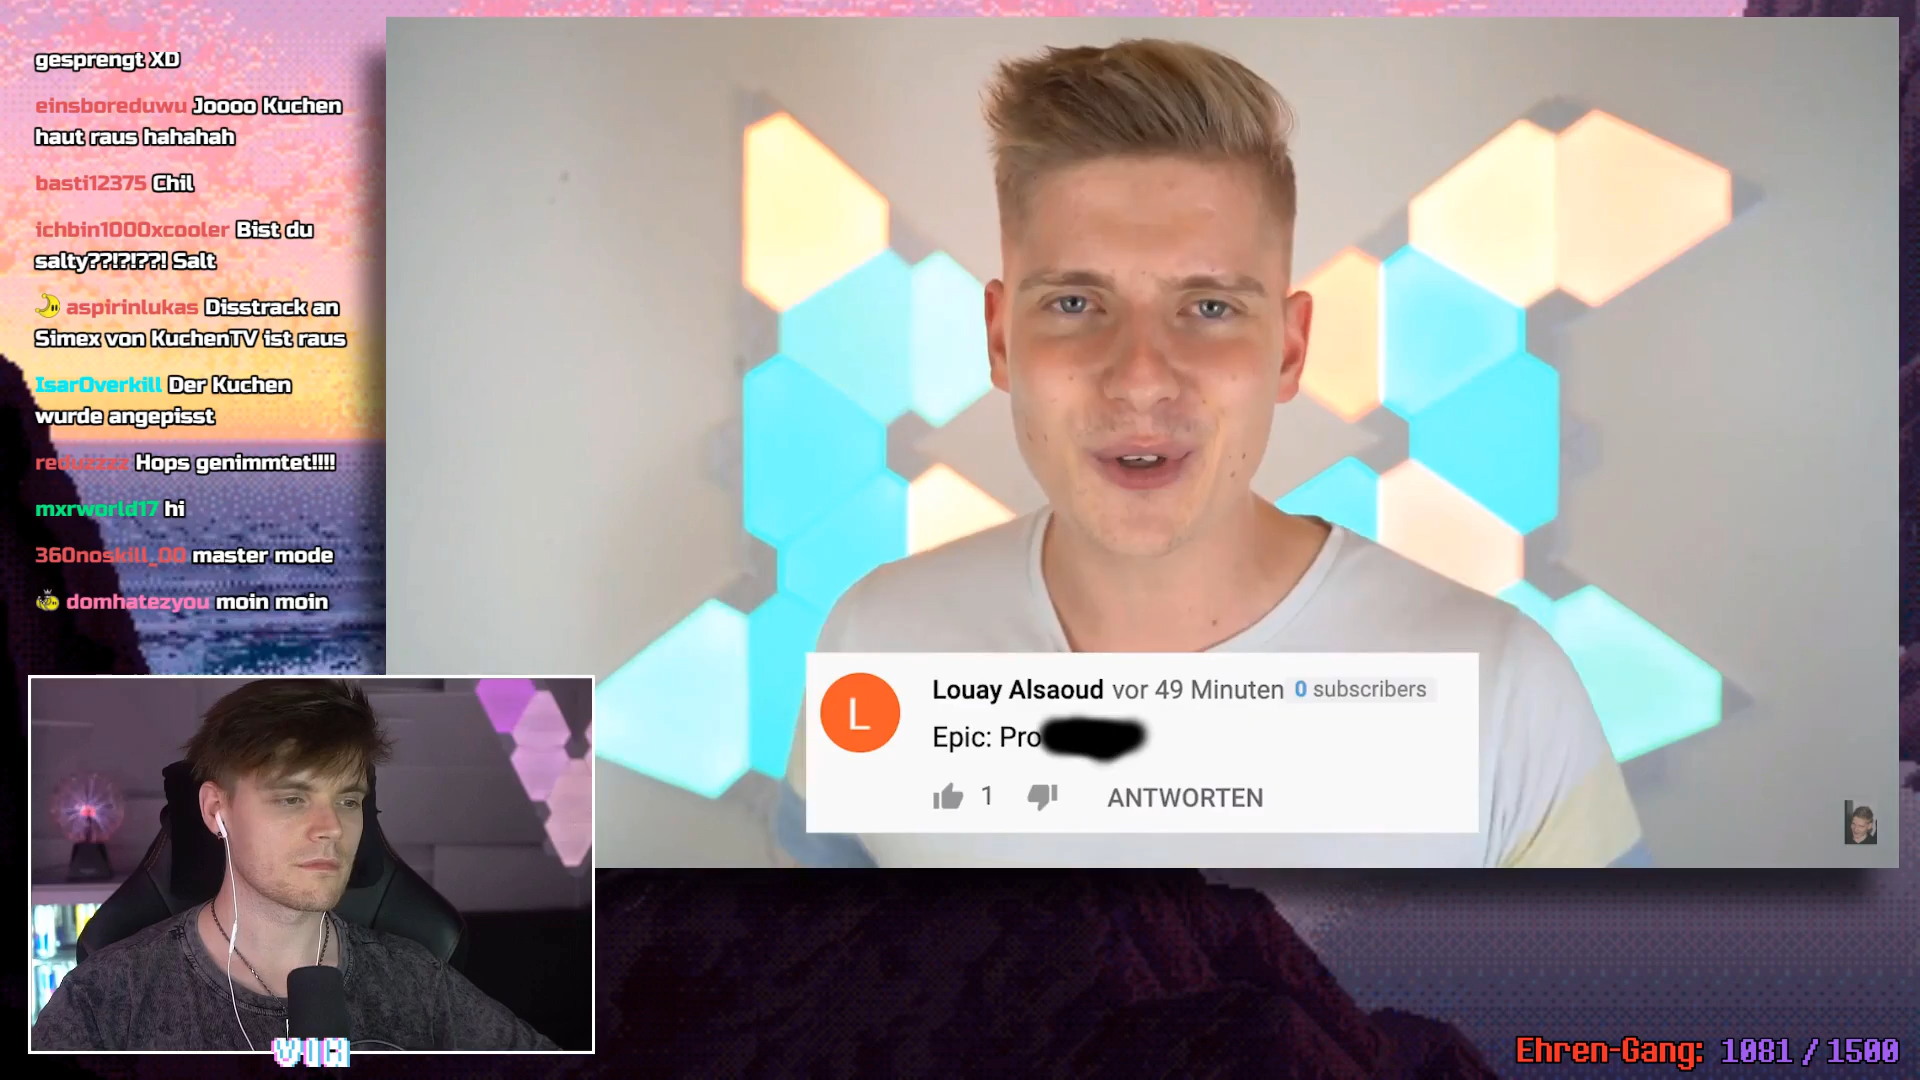 gesprengt XD
einsboreduwu Joooo Kuchen
haut raus hahahah
basti12375 Chil
ichbin1000xcooler Bist du
salty??!?!??! Salt
aspirinlukas Disstrack an
Simex von KuchenTV ist raus
IsarOverkill Der Kuchen
wurde angepisst
reduzzzz Hops genimmtet!!!!
mxrworld17 hi
360noskill_00 master mode
domhatezyou moin moin
L
Louay Alsaoud vor 49 Minuten 0 subscribers
Epic: Pro
1 ANTWORTEN
Ehren-Gang: 1081 / 1500